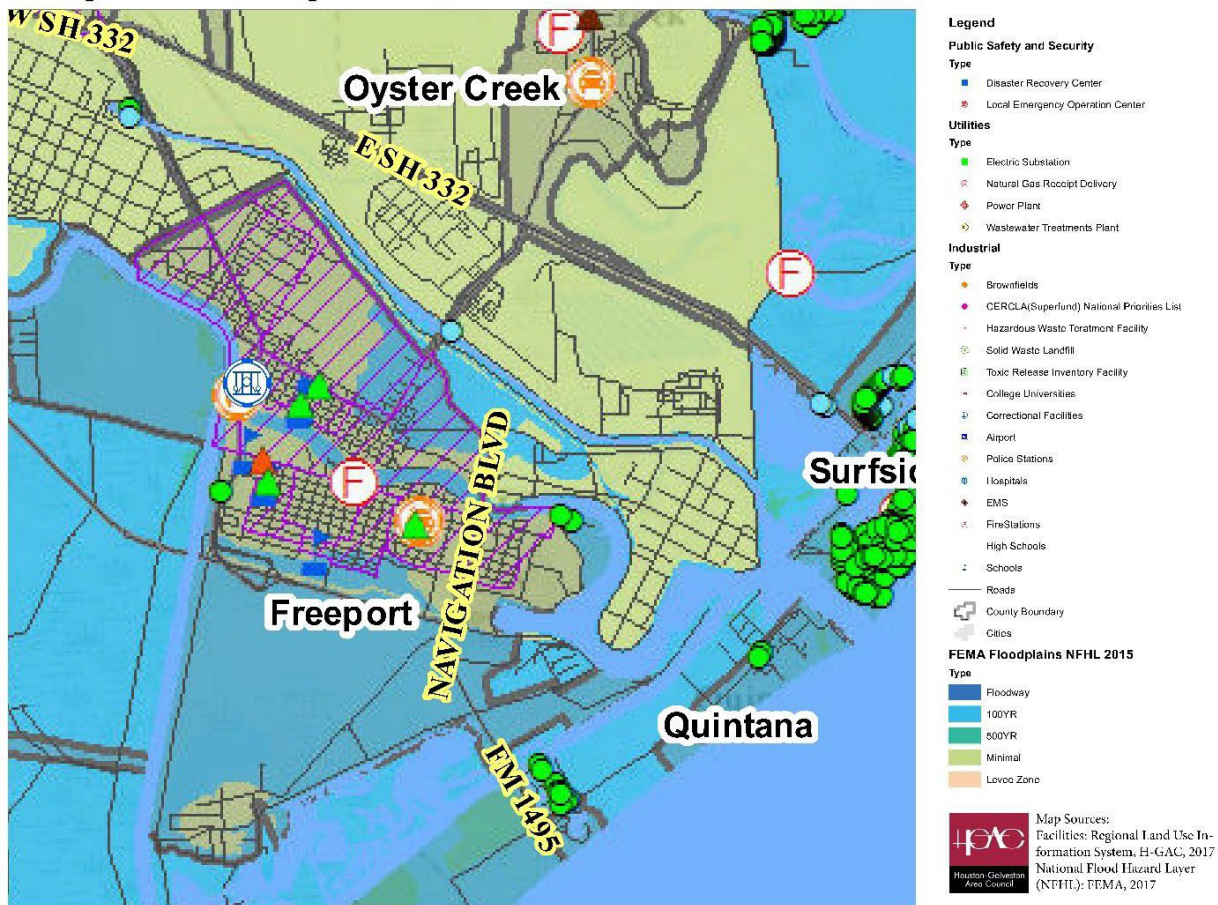 W SH 332
Oyster Creek
E SH 332
F
F
F
Surfsid
NAVIGATION BLVD
Freeport
Quintana
FM 1495
Legend
Public Safety and Security
Type
Disaster Recovery Center
Local Emergency Operation Center
Utilities
Type
Electric Substation
Natural Gas Receipt Delivery
Power Plant
Wastewater Treatments Plant
Industrial
Type
Brownfields
CERCLA(Superfund) National Priorities List
Hazardous Waste Teratment Facility
Solid Waste Landfill
Toxic Release Inventory Facility
College Universities
Correctional Facilities
Airport
Police Stations
Hospitals
EMS
FireStations
High Schools
Schools
Roads
County Boundary
Cities
FEMA Floodplains NFHL 2015
Type
Floodway
100YR
500YR
Minimal
Levee Zone
Houston-Galveston
Area Council
Map Sources:
Facilities: Regional Land Use In-
formation System, H-GAC, 2017
National Flood Hazard Layer
(NFHL): FEMA, 2017